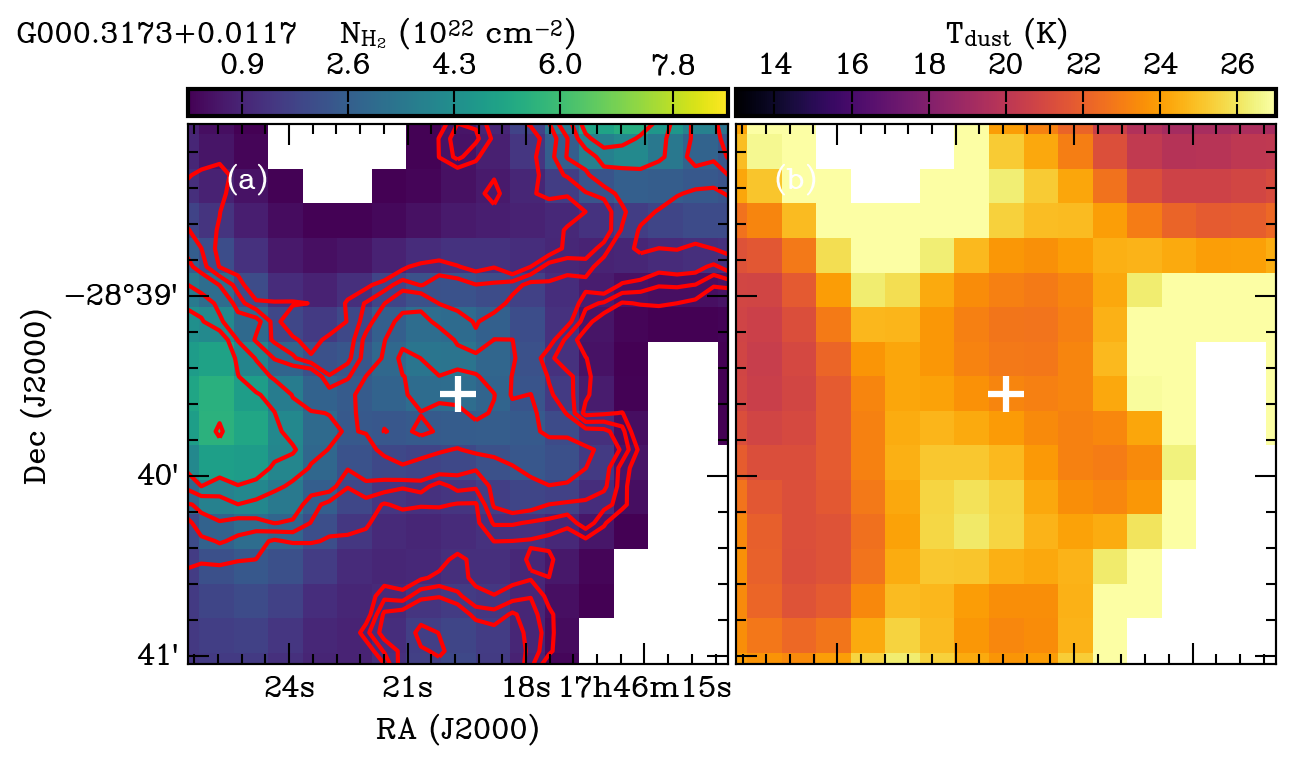 G000.3173+0.0117 N_H₂ (10²² cm⁻²) T_dust (K)
0.9 2.6 4.3 6.0 7.8 14 16 18 20 22 24 26
(a) (b)
−28°39'
40'
41'
Dec (J2000)
24s 21s 18s 17h46m15s
RA (J2000)